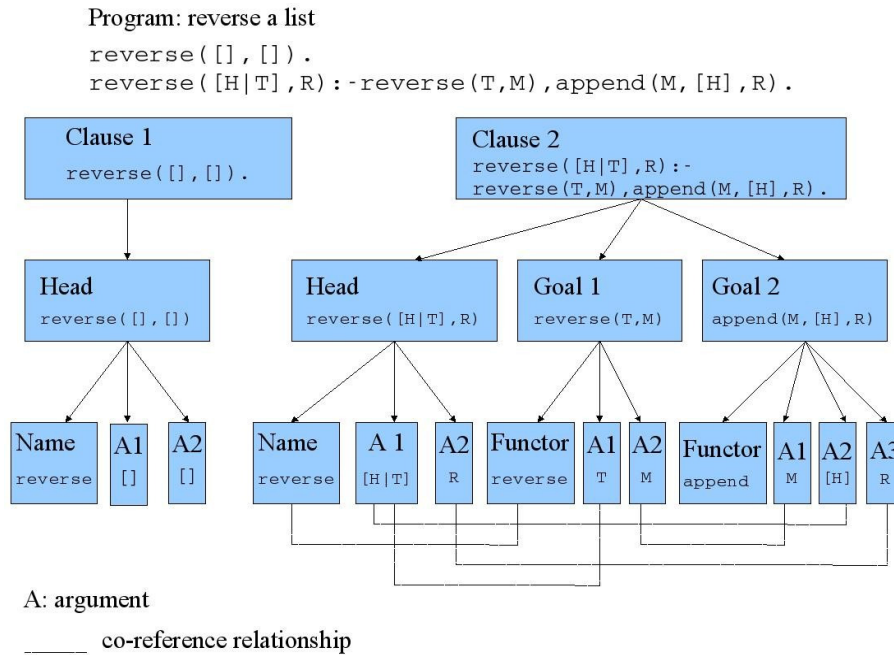 Program: reverse a list
reverse([],[]).
reverse([H|T],R):-reverse(T,M),append(M,[H],R).
Clause 1
reverse([],[]).
Clause 2
reverse([H|T],R):-
reverse(T,M),append(M,[H],R).
Head
reverse([],[])
Head
reverse([H|T],R)
Goal 1
reverse(T,M)
Goal 2
append(M,[H],R)
Name
reverse
A1
[]
A2
[]
Name
reverse
A 1
[H|T]
A2
R
Functor
reverse
A1
T
A2
M
Functor
append
A1
M
A2
[H]
A3
R
A: argument
co-reference relationship